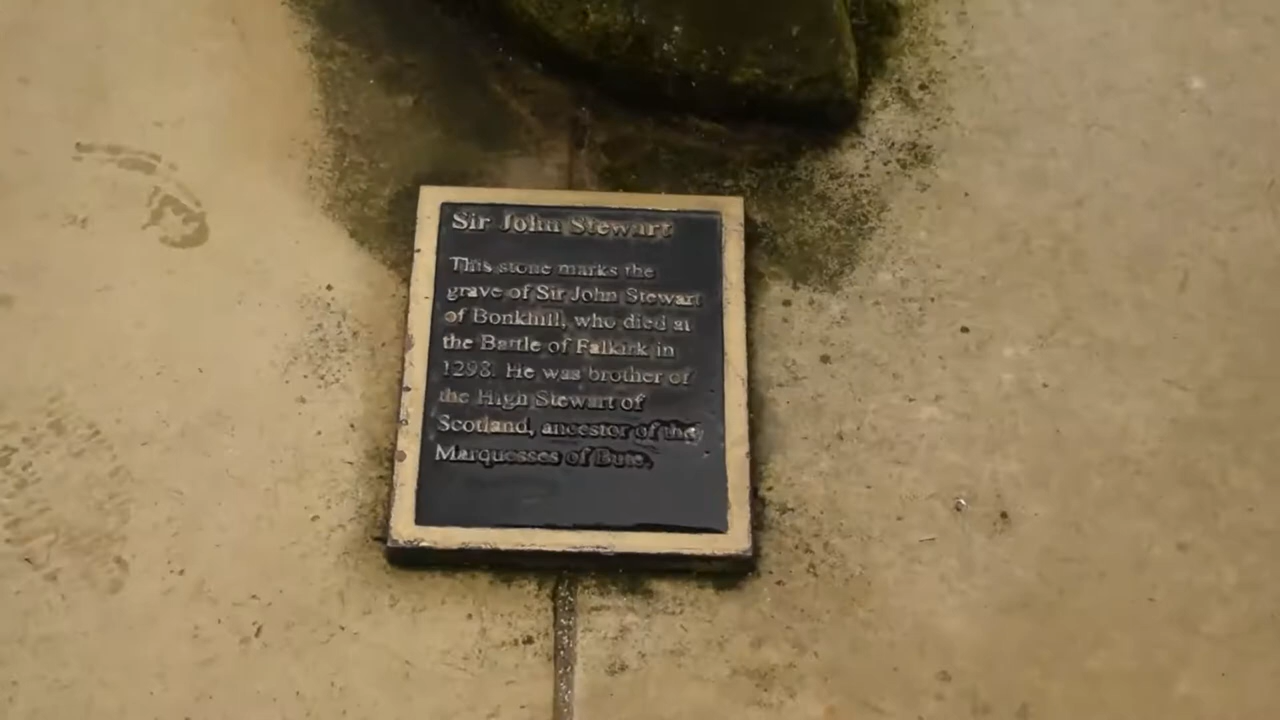 Sir John Stewart
This stone marks the
grave of Sir John Stewart
of Bonkhill, who died at
the Battle of Falkirk in
1298. He was brother of
the High Stewart of
Scotland, ancestor of the
Marquesses of Bute.